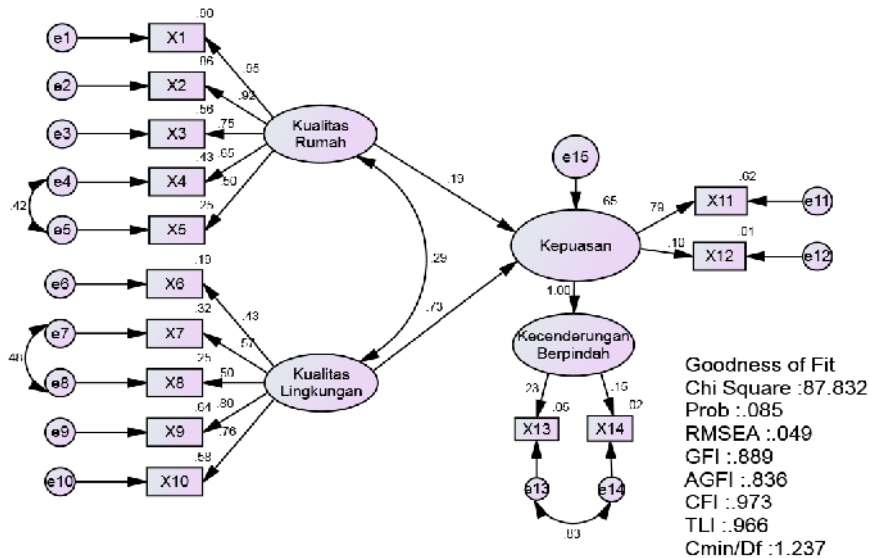 .90
e1
X1
.95
.86
e2
X2
.92
.56
e3
X3
.75
Kualitas
Rumah
.43
.65
e4
X4
.50
.42
.25
e5
X5
.19
e6
X6
.43
.32
e7
X7
.57
.48
.25
e8
X8
.50
Kualitas
Lingkungan
.64
.80
e9
X9
.76
.58
e10
X10
.19
.29
.73
e15
.65
Kepuasan
.79
.62
X11
e11
.10
.01
X12
e12
1.00
Kecenderungan
Berpindah
.23
.15
.05
.02
X13
X14
e13
e14
.83
Goodness of Fit
Chi Square :87.832
Prob :.085
RMSEA :.049
GFI :.889
AGFI :.836
CFI :.973
TLI :.966
Cmin/Df :1.237